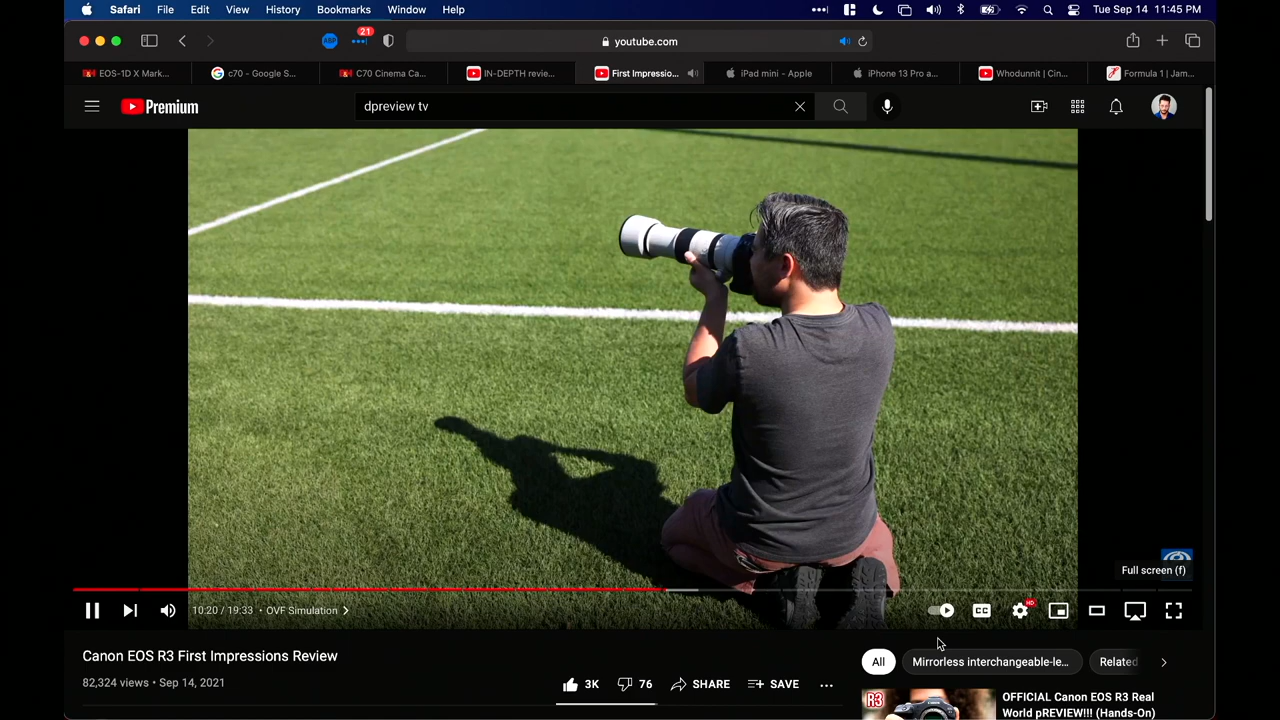 Safari File Edit View History Bookmarks Window Help Tue Sep 14 11:45 PM
21
youtube.com
EOS-1D X Mark... c70 - Google S... C70 Cinema Ca... IN-DEPTH revie... First Impressio... iPad mini - Apple iPhone 13 Pro a... Whodunnit | Cin... Formula 1 | Jam...
Premium dpreview tv
Full screen (f)
10:20 / 19:33 • OVF Simulation CC HD
Canon EOS R3 First Impressions Review
82,324 views • Sep 14, 2021
3K 76 SHARE SAVE
All Mirrorless interchangeable-le... Related
R3
OFFICIAL Canon EOS R3 Real
World pREVIEW!!! (Hands-On)